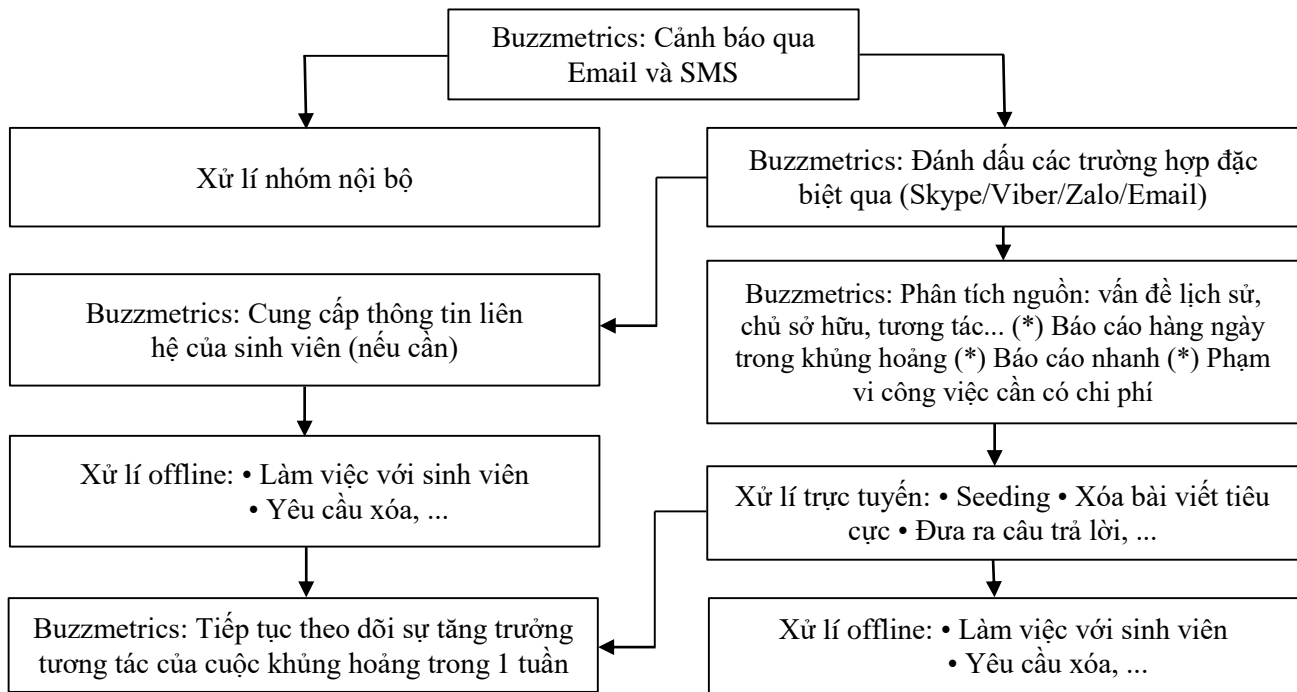 Buzzmetrics: Cảnh báo qua
Email và SMS
Xử lí nhóm nội bộ
Buzzmetrics: Đánh dấu các trường hợp đặc
biệt qua (Skype/Viber/Zalo/Email)
Buzzmetrics: Cung cấp thông tin liên
hệ của sinh viên (nếu cần)
Buzzmetrics: Phân tích nguồn: vấn đề lịch sử,
chủ sở hữu, tương tác... (*) Báo cáo hàng ngày
trong khủng hoảng (*) Báo cáo nhanh (*) Phạm
vi công việc cần có chi phí
Xử lí offline: • Làm việc với sinh viên
• Yêu cầu xóa, ...
Xử lí trực tuyến: • Seeding • Xóa bài viết tiêu
cực • Đưa ra câu trả lời, ...
Buzzmetrics: Tiếp tục theo dõi sự tăng trưởng
tương tác của cuộc khủng hoảng trong 1 tuần
Xử lí offline: • Làm việc với sinh viên
• Yêu cầu xóa, ...